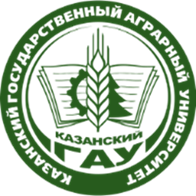 КАЗАНСКИЙ ГОСУДАРСТВЕННЫЙ АГРАРНЫЙ УНИВЕРСИТЕТ
КАЗАНСКИЙ
ГАУ